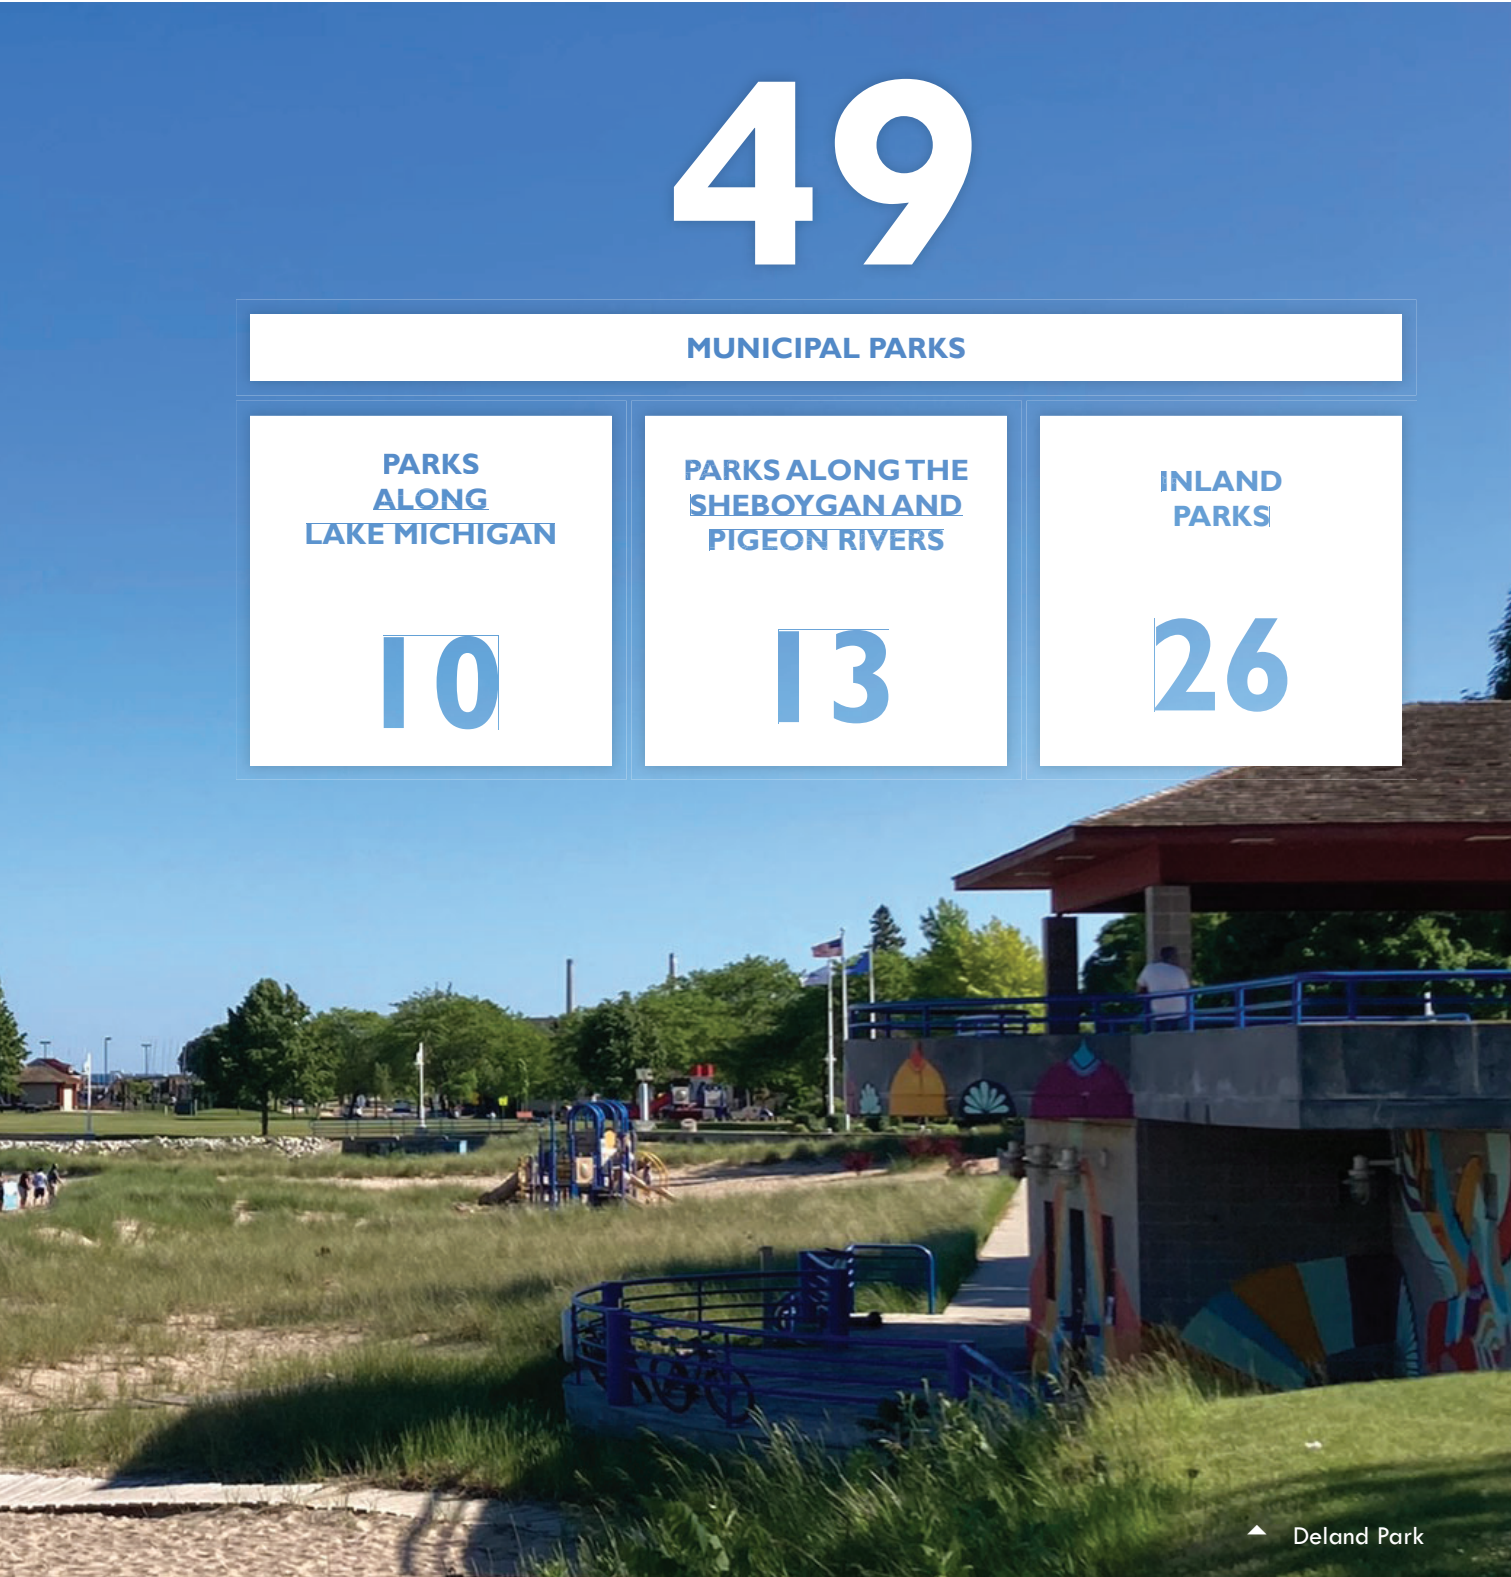 49
MUNICIPAL PARKS
PARKS
ALONG
LAKE MICHIGAN
10
PARKS ALONG THE
SHEBOYGAN AND
PIGEON RIVERS
13
INLAND
PARKS
26
Deland Park